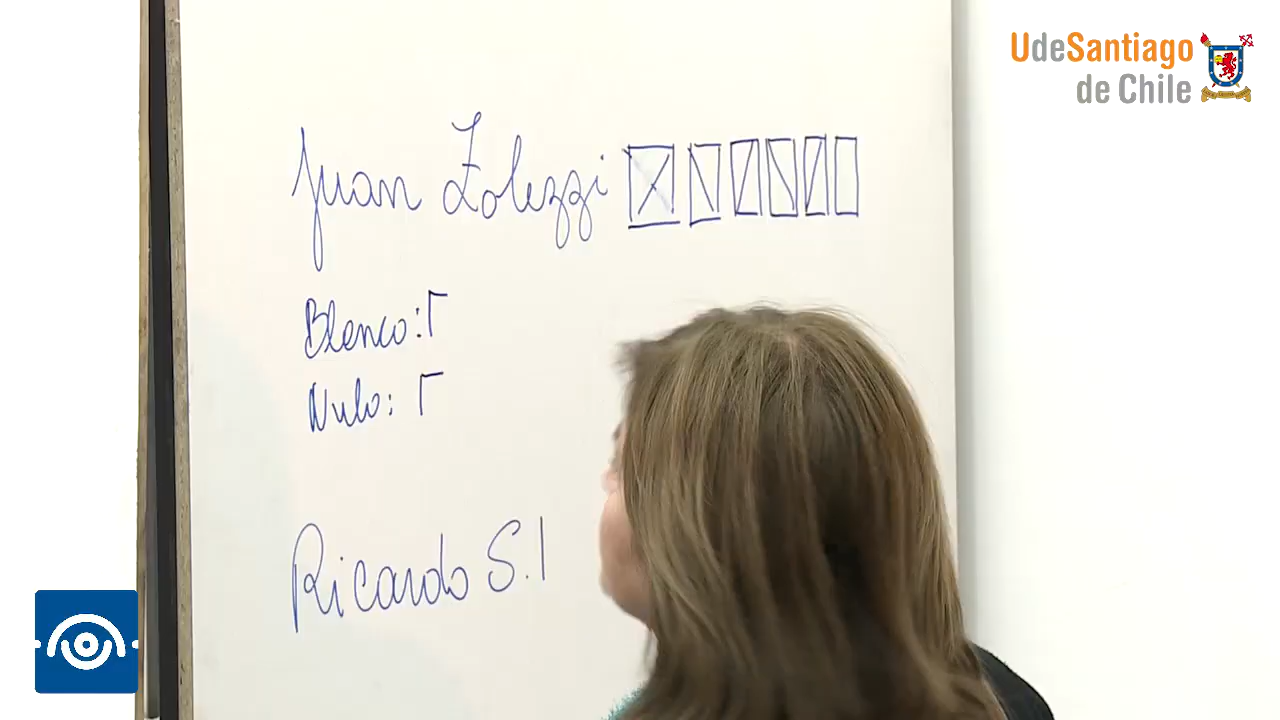 UdeSantiago
de Chile
Juan Zolezzi
Blanco:
Nulo:
Ricardo S. I